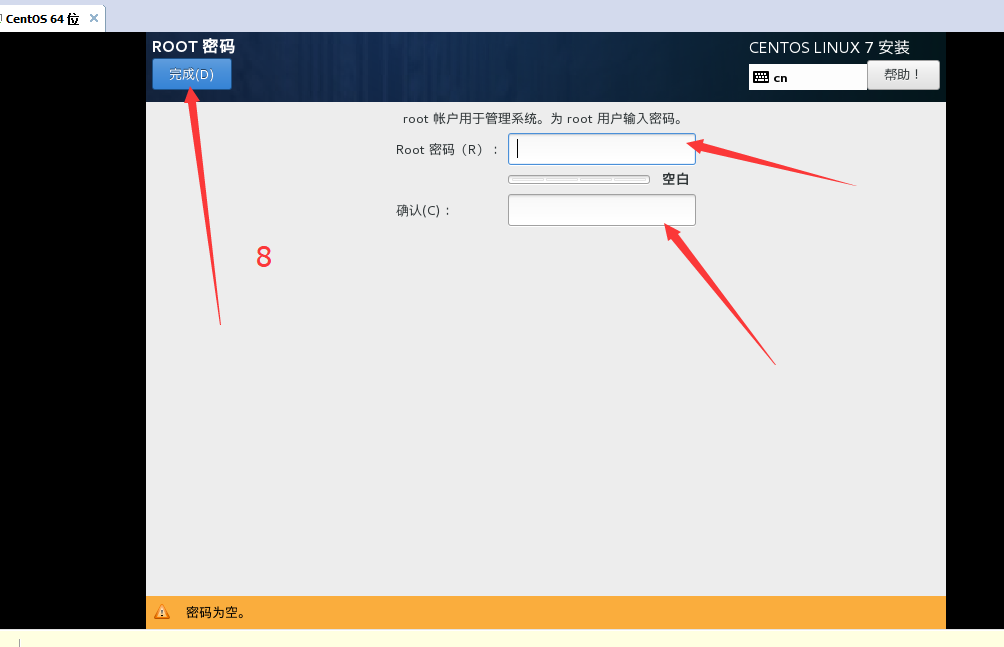 CentOS 64 位
ROOT 密码
CENTOS LINUX 7 安装
完成(D)
cn
帮助！
root 帐户用于管理系统。为 root 用户输入密码。
Root 密码（R）：
空白
确认(C)：
8
密码为空。